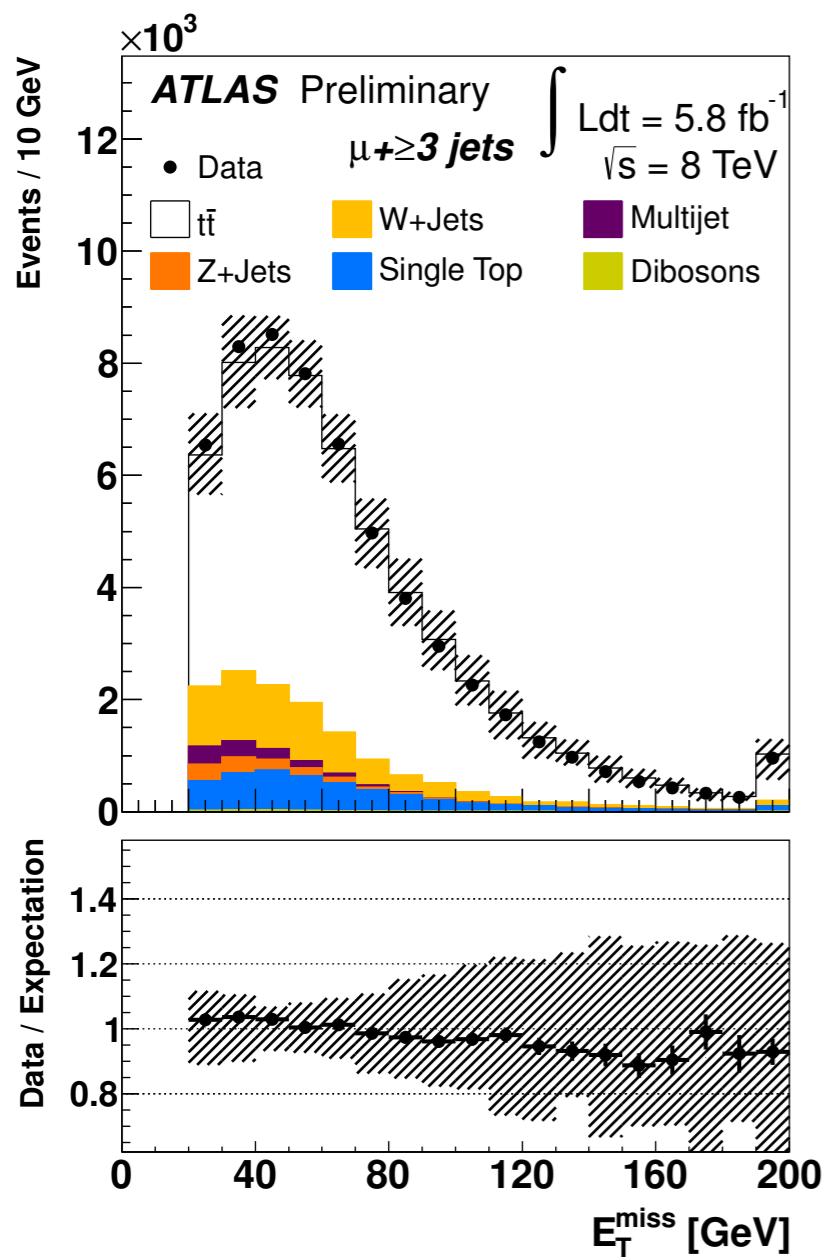 ×10³
Events / 10 GeV
ATLAS Preliminary
∫ Ldt = 5.8 fb⁻¹
μ+≥3 jets
√s = 8 TeV
Data
tt̄
W+Jets
Multijet
Z+Jets
Single Top
Dibosons
12
10
8
6
4
2
0
Data / Expectation
1.4
1.2
1
0.8
0 40 80 120 160 200
E_T^miss [GeV]